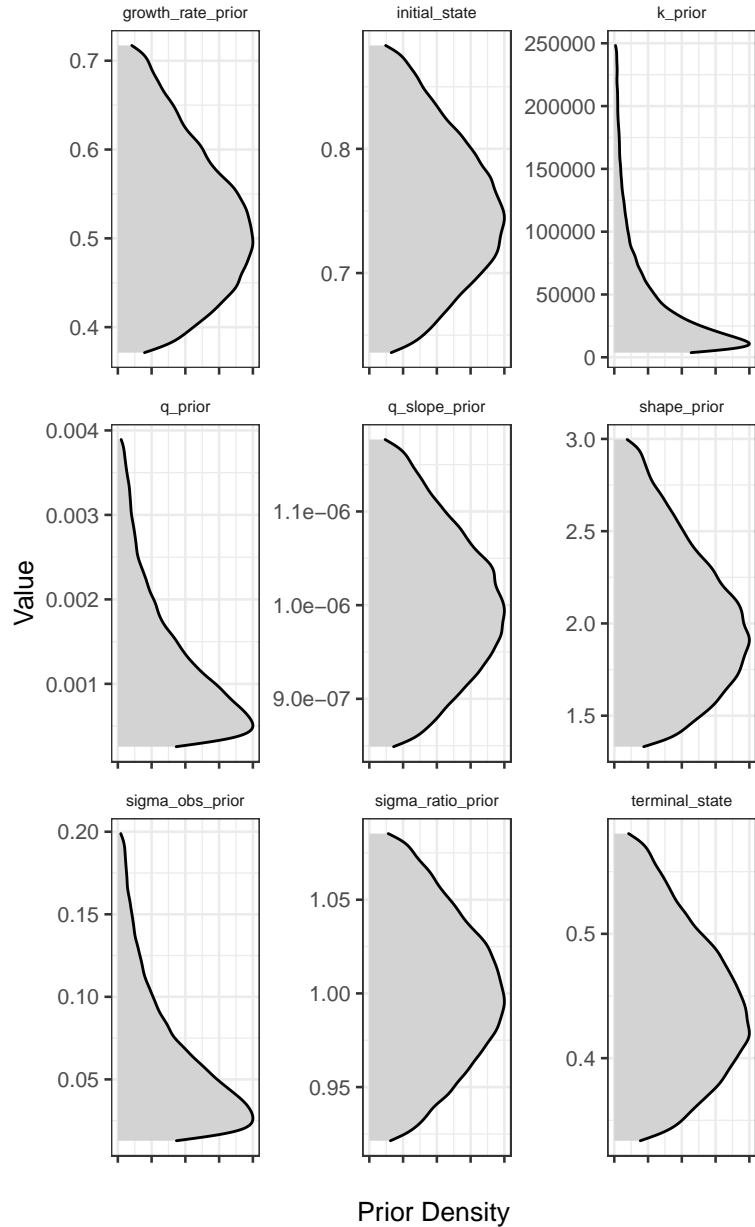 growth_rate_prior
initial_state
k_prior
0.7
0.6
0.5
0.4
0.8
0.7
250000
200000
150000
100000
50000
0
q_prior
q_slope_prior
shape_prior
0.004
0.003
0.002
0.001
1.1e−06
1.0e−06
9.0e−07
3.0
2.5
2.0
1.5
Value
sigma_obs_prior
sigma_ratio_prior
terminal_state
0.20
0.15
0.10
0.05
1.05
1.00
0.95
0.5
0.4
Prior Density